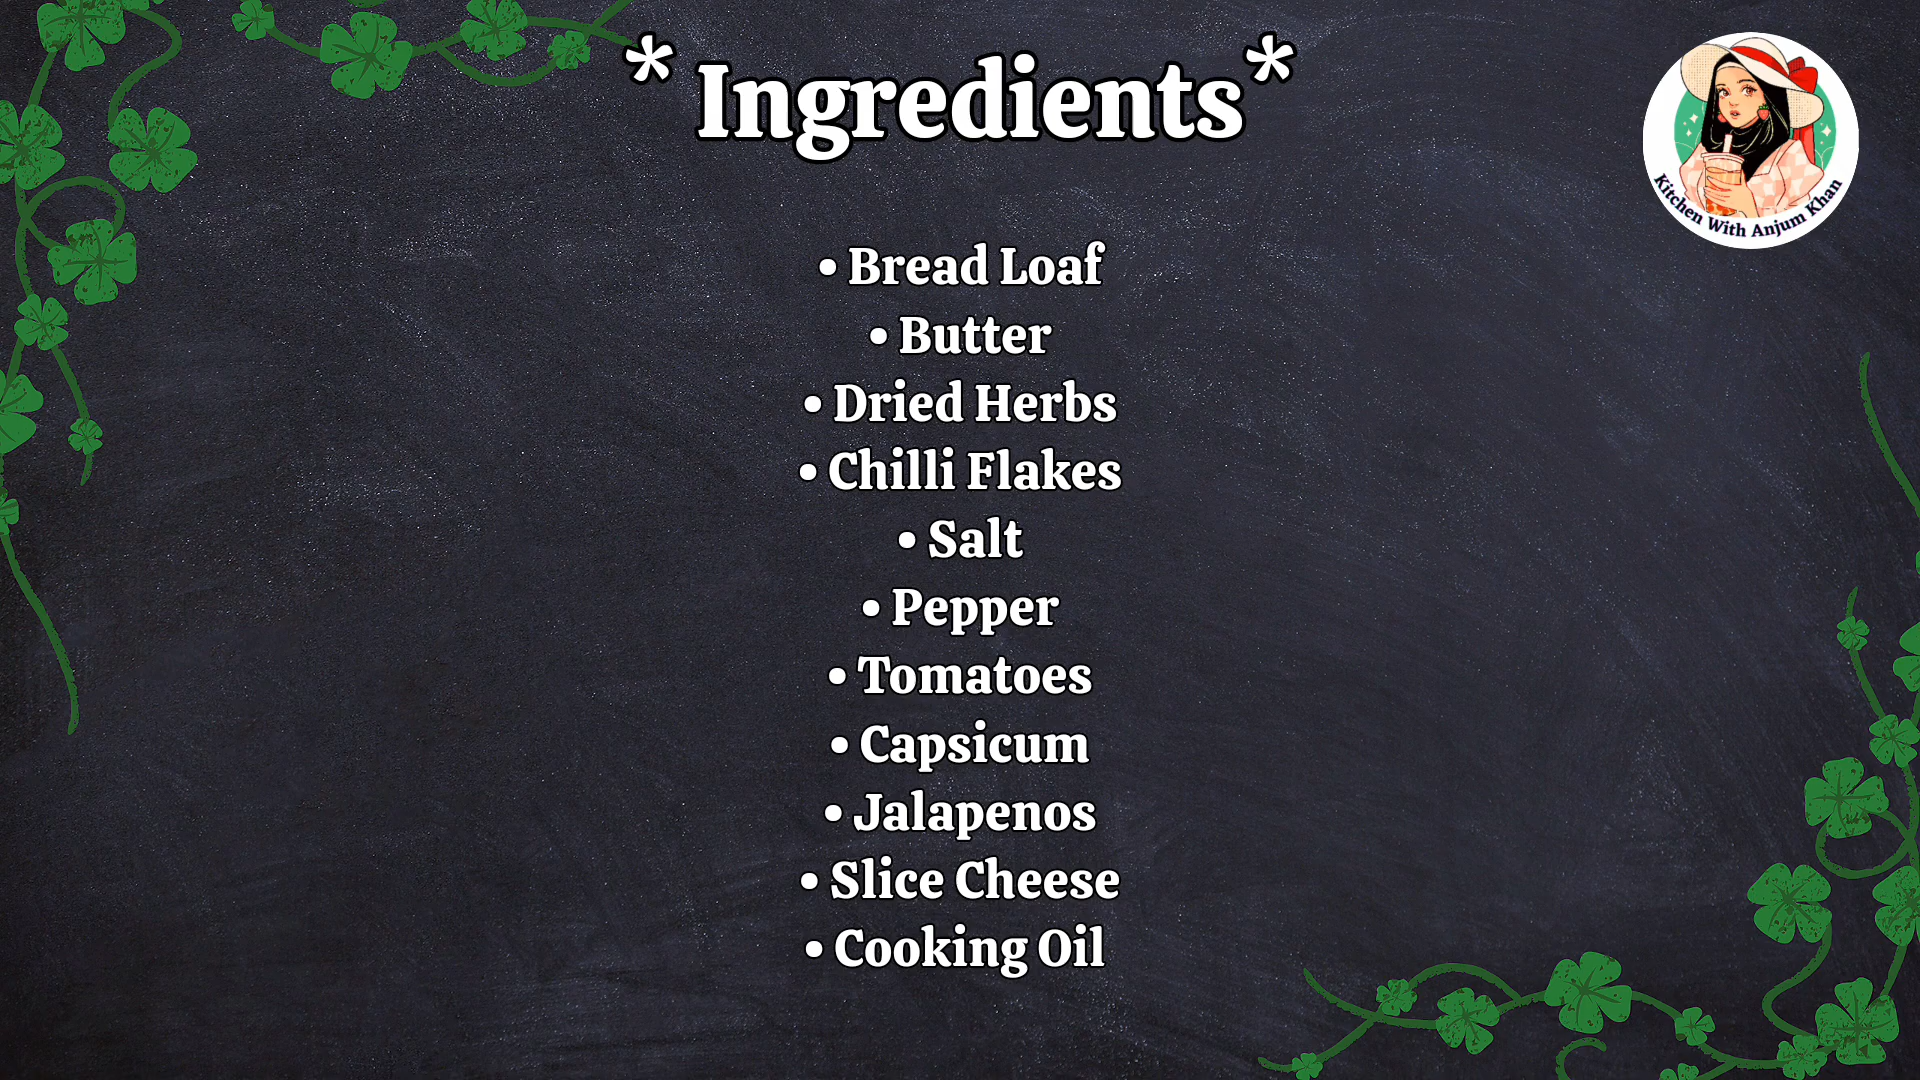 * Ingredients*
Kitchen With Anjum Khan
• Bread Loaf
• Butter
• Dried Herbs
• Chilli Flakes
• Salt
• Pepper
• Tomatoes
• Capsicum
• Jalapenos
• Slice Cheese
• Cooking Oil